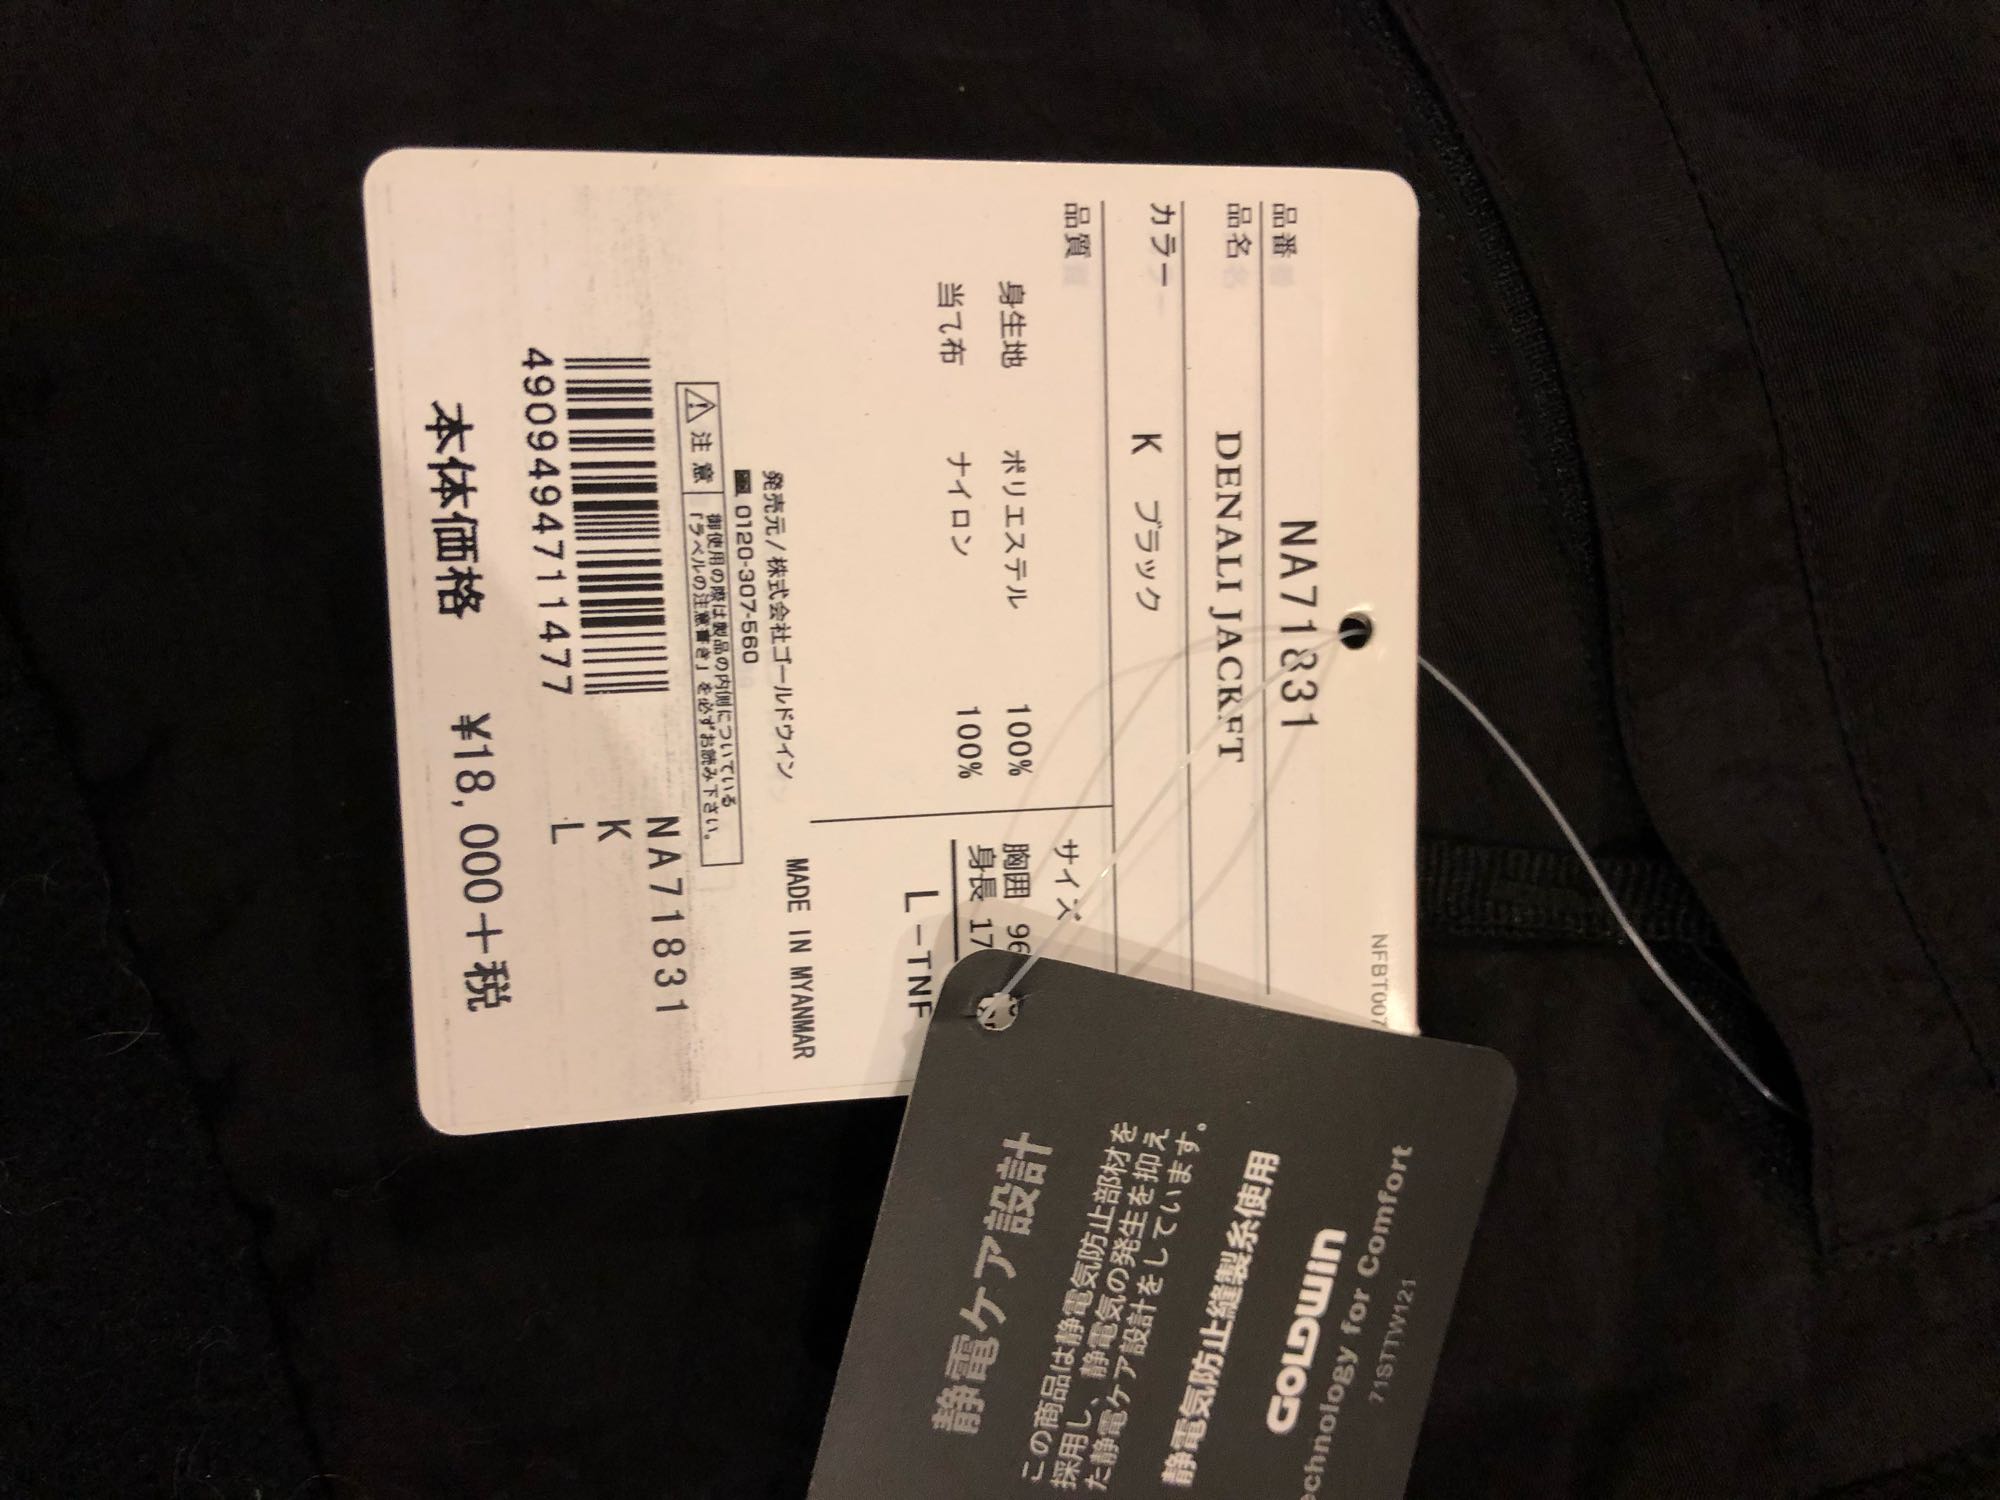 NFBT007
品番 NA71831
品名 DENALI JACKET
カラー K ブラック
品質
身生地 ポリエステル 100%
当て布 ナイロン 100%
サイズ
胸囲 96
身長 17
L-TNF
発売元/株式会社ゴールドウイン
0120-307-560
MADE IN MYANMAR
注意
御使用の際は製品の内側についている
「ラベルの注意書き」を必ずお読み下さい。
4909494711477
NA71831
K
L
本体価格 ¥18,000+税
静電ケア設計
この商品は静電気防止部材を
採用し、静電気の発生を抑え
た静電ケア設計をしています。
静電気防止縫製糸使用
GOLDWIN
echnology for Comfort
71STTW121